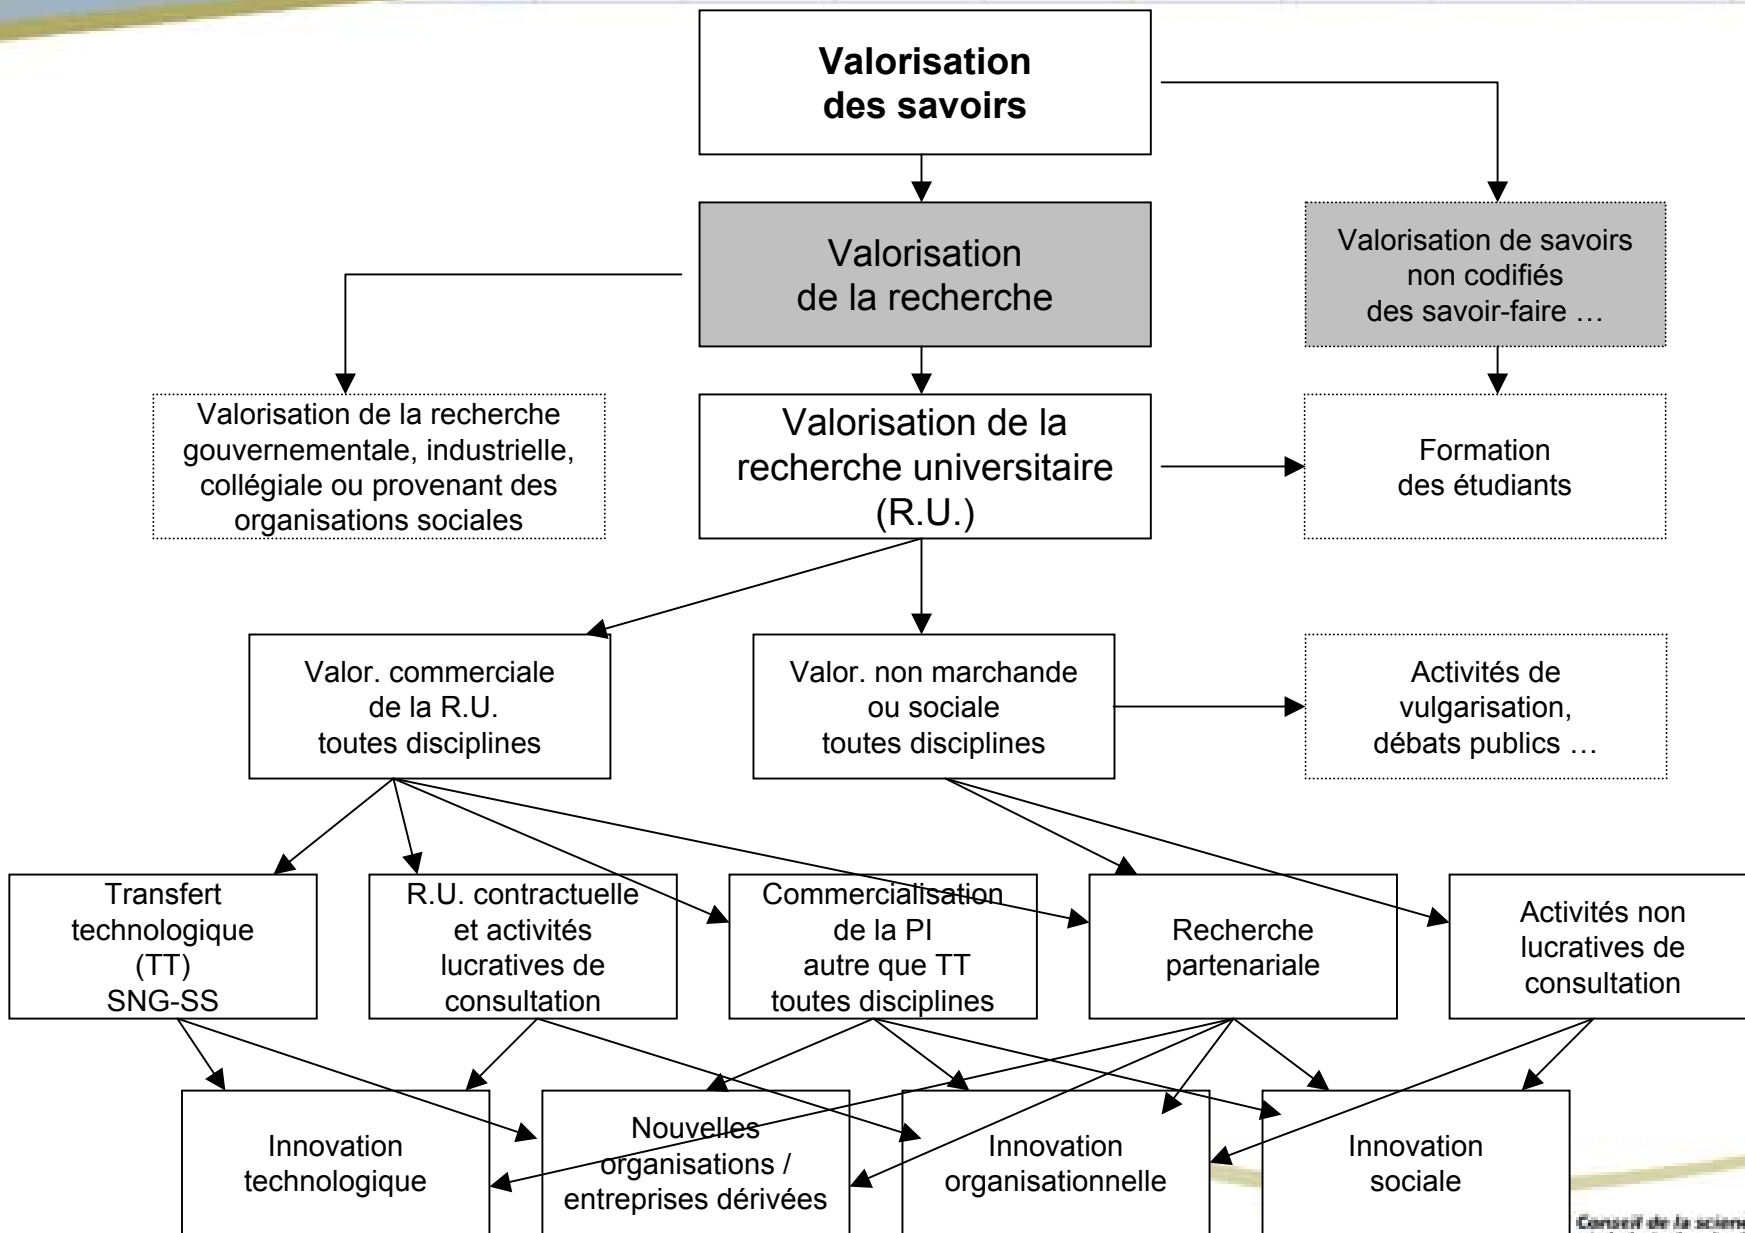 Valorisation
des savoirs
Valorisation
de la recherche
Valorisation de savoirs
non codifiés
des savoir-faire …
Valorisation de la recherche
gouvernementale, industrielle,
collégiale ou provenant des
organisations sociales
Valorisation de la
recherche universitaire
(R.U.)
Formation
des étudiants
Valor. commerciale
de la R.U.
toutes disciplines
Valor. non marchande
ou sociale
toutes disciplines
Activités de
vulgarisation,
débats publics …
Transfert
technologique
(TT)
SNG-SS
R.U. contractuelle
et activités
lucratives de
consultation
Commercialisation
de la PI
autre que TT
toutes disciplines
Recherche
partenariale
Activités non
lucratives de
consultation
Innovation
technologique
Nouvelles
organisations /
entreprises dérivées
Innovation
organisationnelle
Innovation
sociale
Conseil de la scien